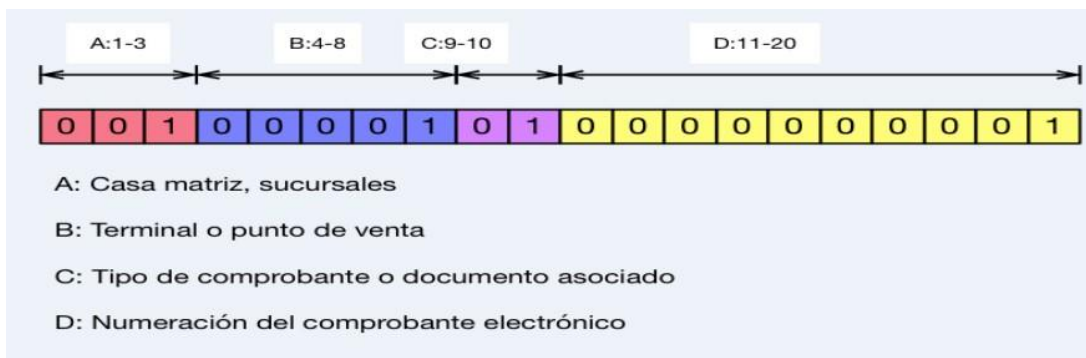 A:1-3 B:4-8 C:9-10 D:11-20
0 0 1 0 0 0 0 1 0 1 0 0 0 0 0 0 0 0 0 1
A: Casa matriz, sucursales
B: Terminal o punto de venta
C: Tipo de comprobante o documento asociado
D: Numeración del comprobante electrónico